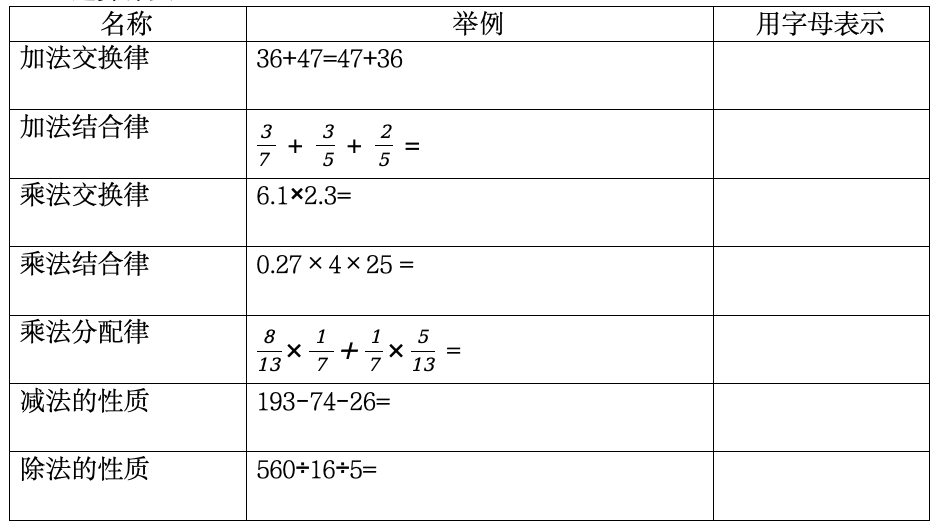 名称 举例 用字母表示
加法交换律 36+47=47+36
加法结合律 3/7 + 3/5 + 2/5 =
乘法交换律 6.1×2.3=
乘法结合律 0.27×4×25=
乘法分配律 8/13 × 1/7 + 1/7 × 5/13 =
减法的性质 193-74-26=
除法的性质 560÷16÷5=